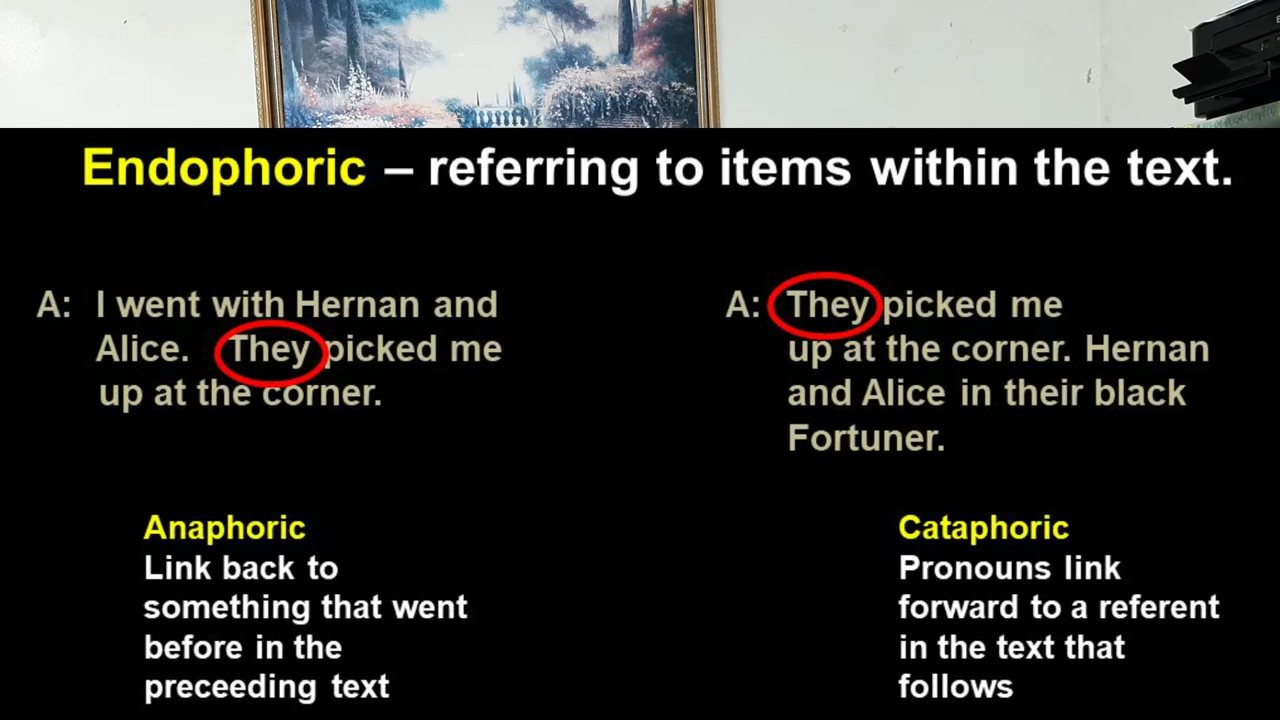 Endophoric – referring to items within the text.
A: I went with Hernan and
Alice. They picked me
up at the corner.
A: They picked me
up at the corner. Hernan
and Alice in their black
Fortuner.
Anaphoric
Link back to
something that went
before in the
preceeding text
Cataphoric
Pronouns link
forward to a referent
in the text that
follows